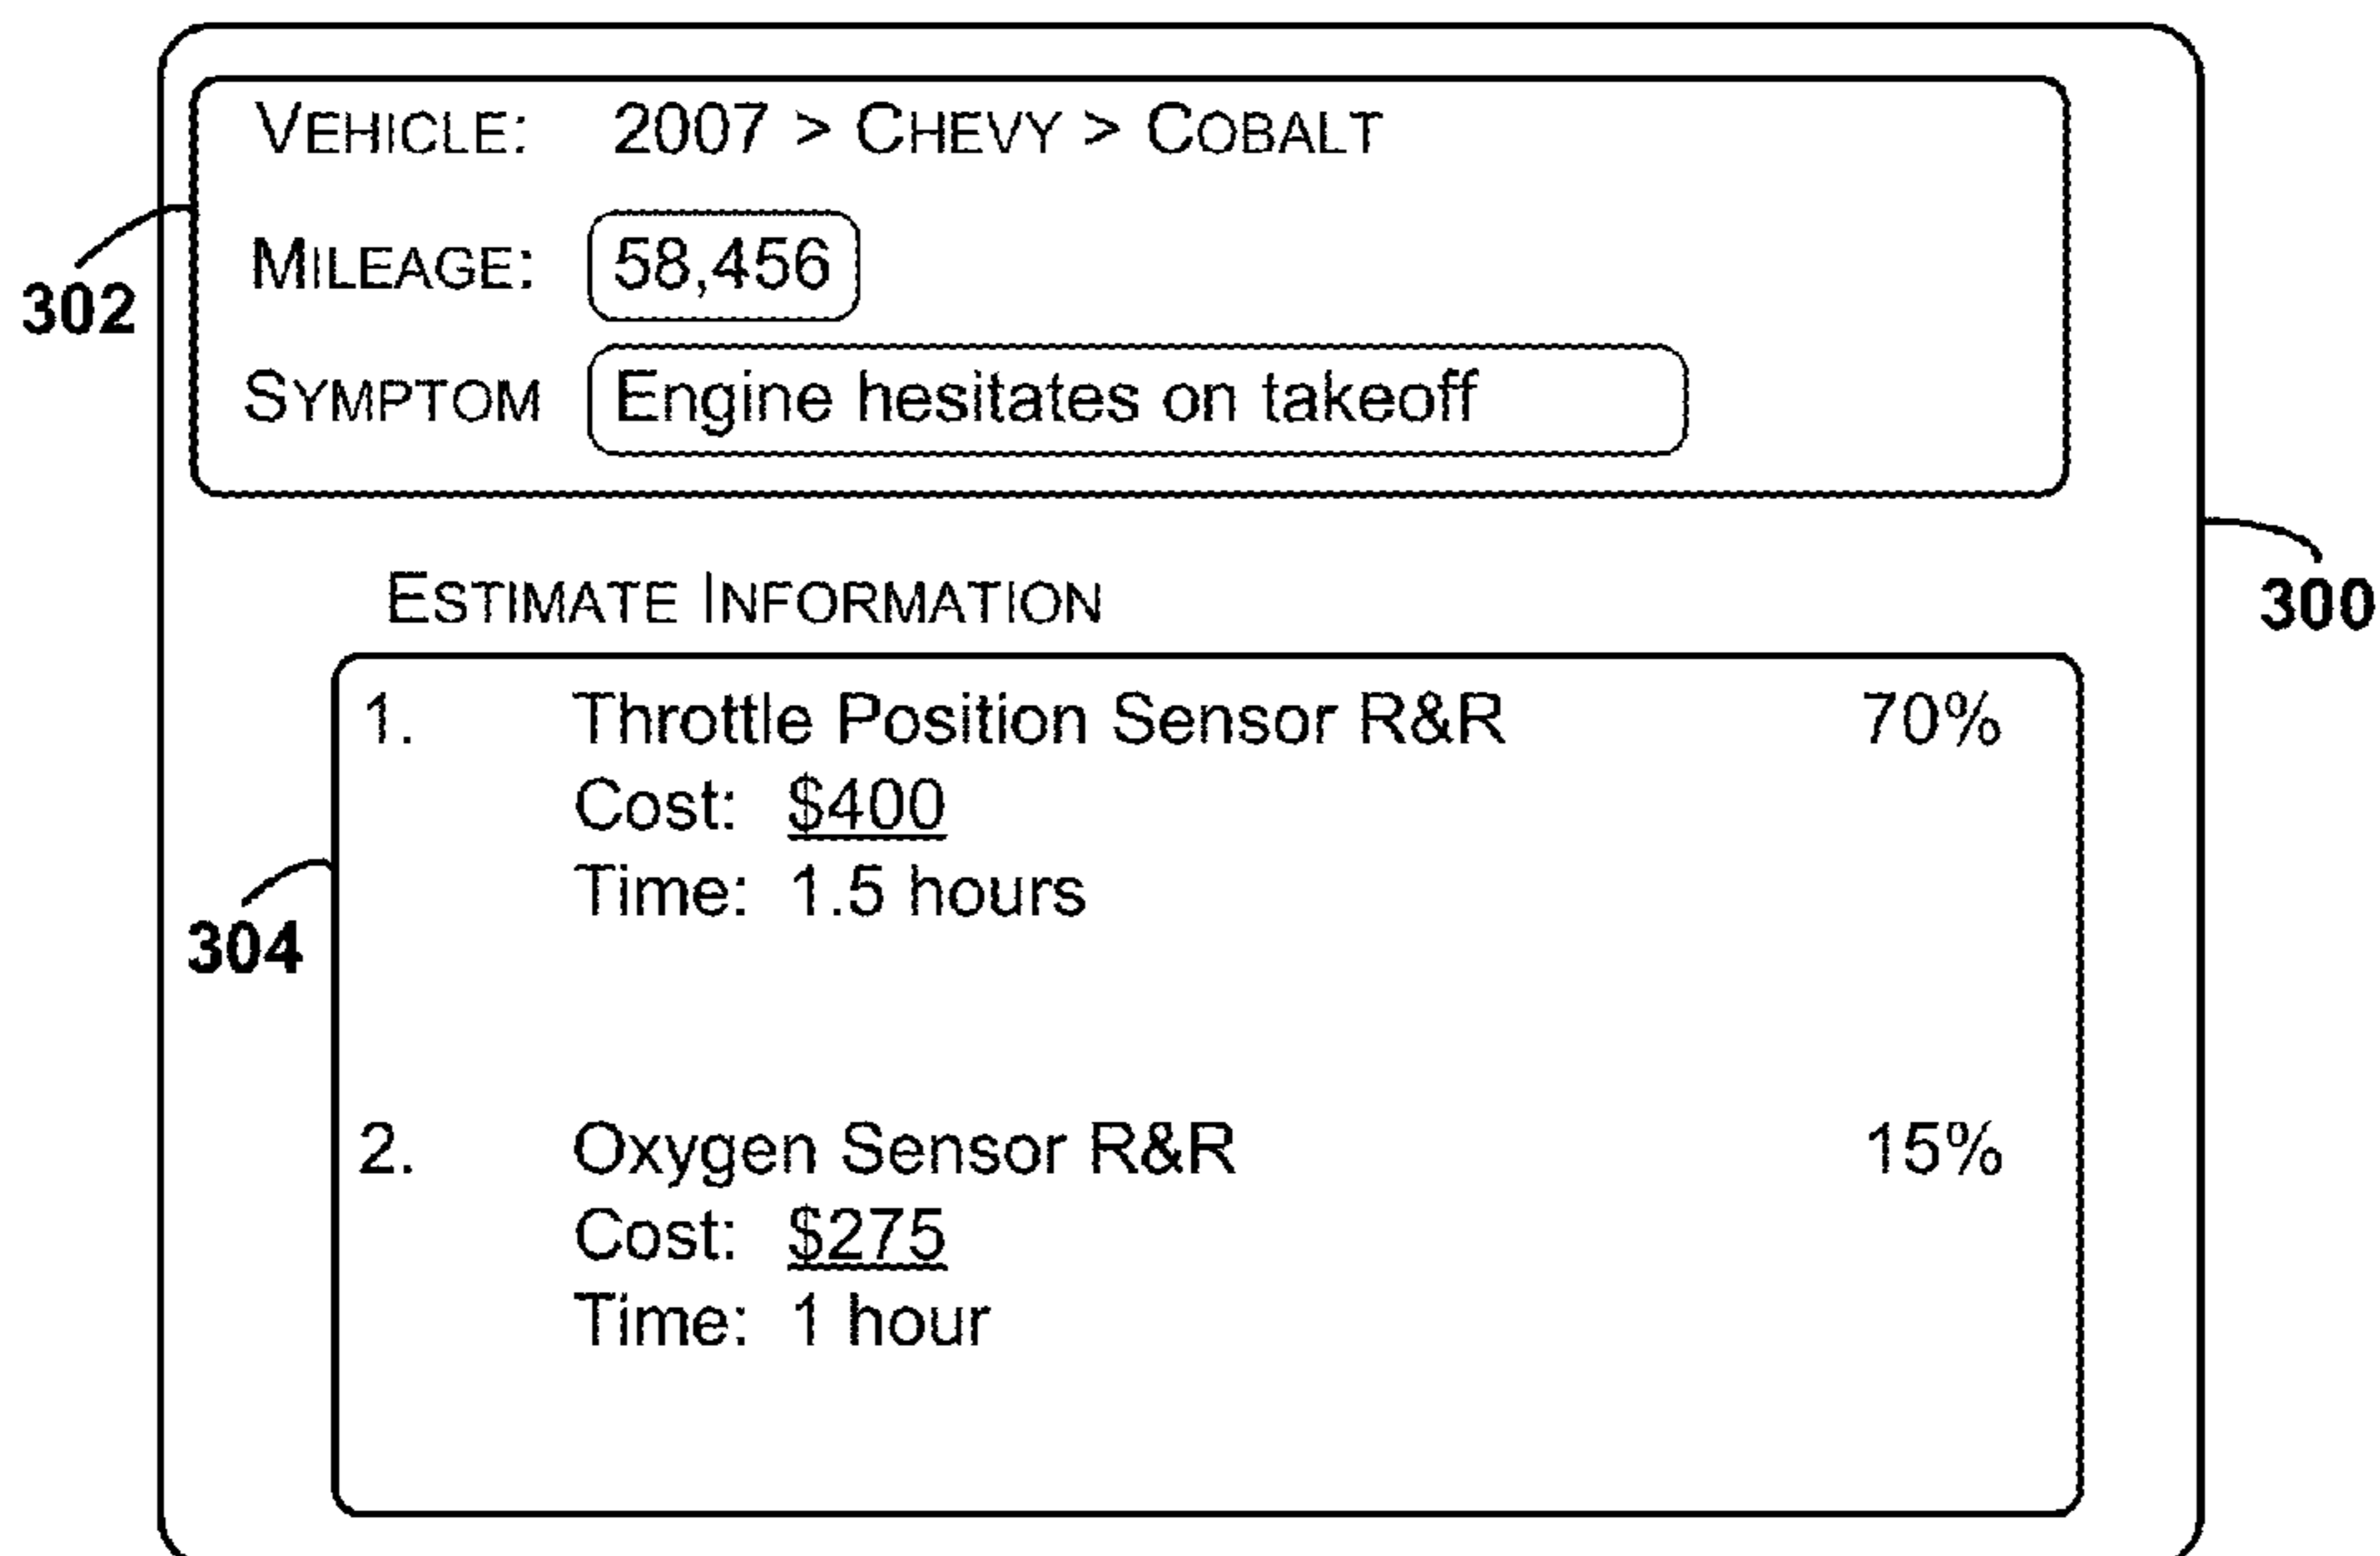 VEHICLE: 2007 > CHEVY > COBALT
MILEAGE: 58,456
302
SYMPTOM Engine hesitates on takeoff
ESTIMATE INFORMATION
300
1. Throttle Position Sensor R&R 70%
Cost: $400
Time: 1.5 hours
304
2. Oxygen Sensor R&R 15%
Cost: $275
Time: 1 hour